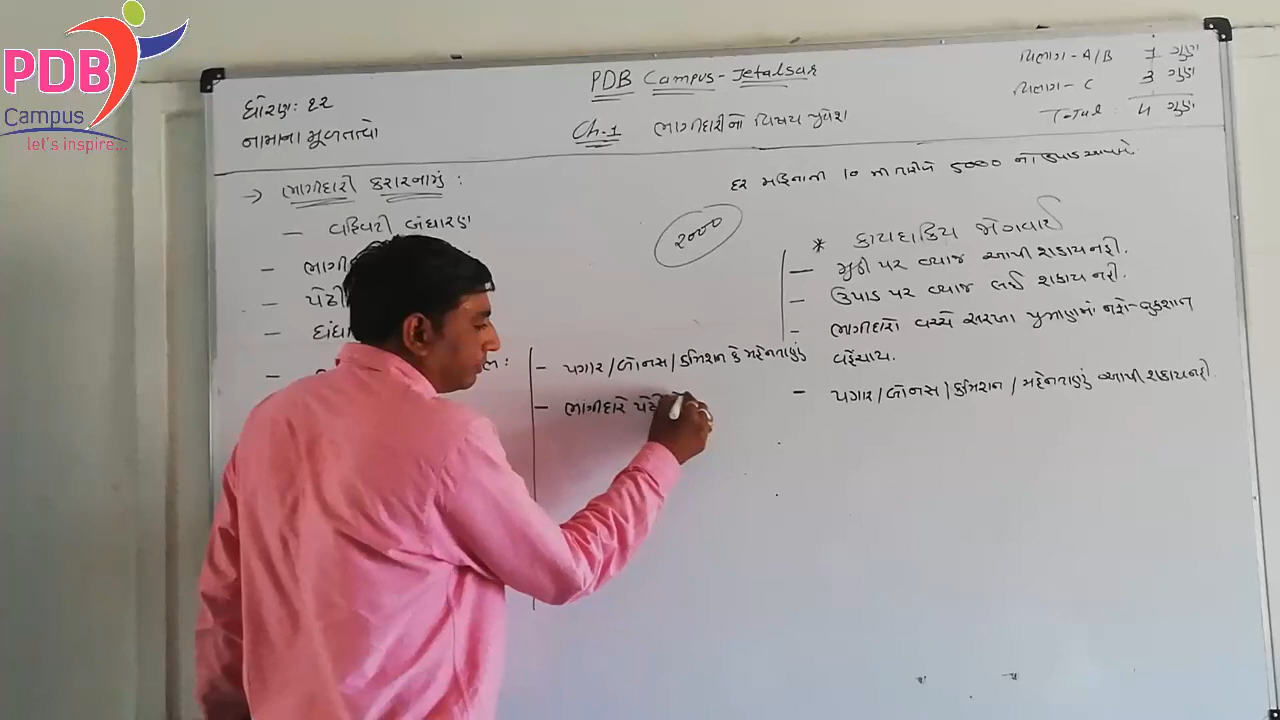 PDB
Campus
let's inspire...
ધોરણ: ૧૨
નામાના મૂળતત્વો
PDB Campus - Jetalsar
Ch.1 ભાગીદારીનો વિષય પ્રવેશ
વિભાગ - A/B 1 ગુણ
વિભાગ - C 3 ગુણ
Total 4 ગુણ
→ ભાગીદારી કરારનામું :
– વહિવટી બંધારણ
– ભાગી
– પેઢી
– ધંધા
લ:
– પગાર/બોનસ/કમિશન કે મહેનતાણું
– ભાગીદારે પેઢી
૨૦૦૦
દર મહિનાની 10 મી તારીખે 5000 નો ઉપાડ
* કાયદાકિય જોગવાઈ
– મુડી પર વ્યાજ આપી શકાય નહી.
– ઉપાડ પર વ્યાજ લઈ શકાય નહી.
– ભાગીદારો વચ્ચે સરખા પ્રમાણમાં નફો-નુકશાન
વહેંચાય.
– પગાર/બોનસ/કમિશન/મહેનતાણું આપી શકાય નહી.